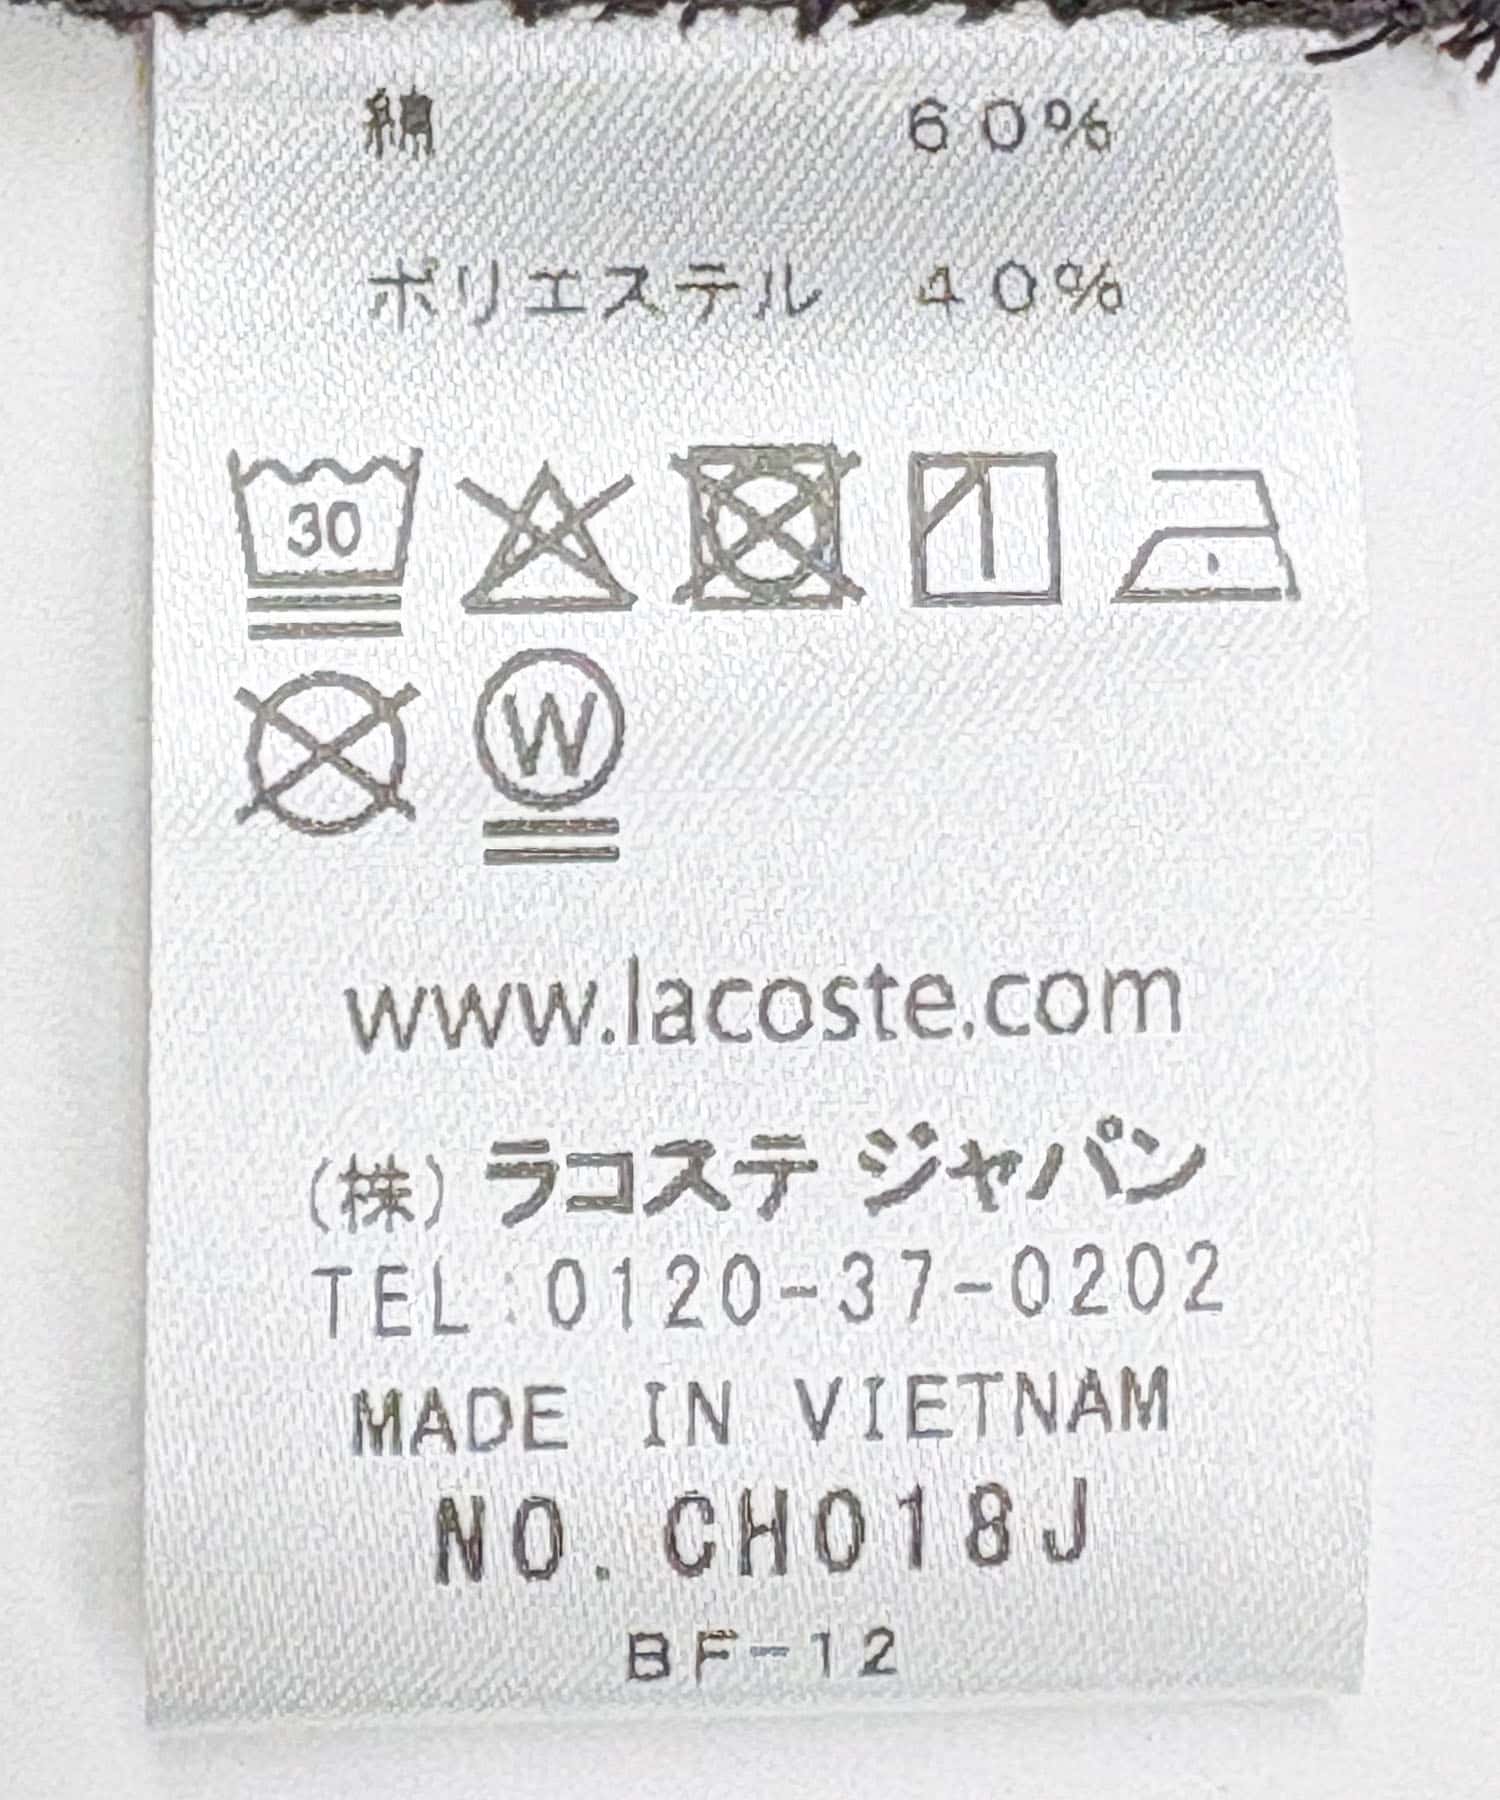 綿 60%
ポリエステル 40%
30
W
www.lacoste.com
(株) ラコステ ジャパン
TEL:0120-37-0202
MADE IN VIETNAM
NO.CH018J
BF-12